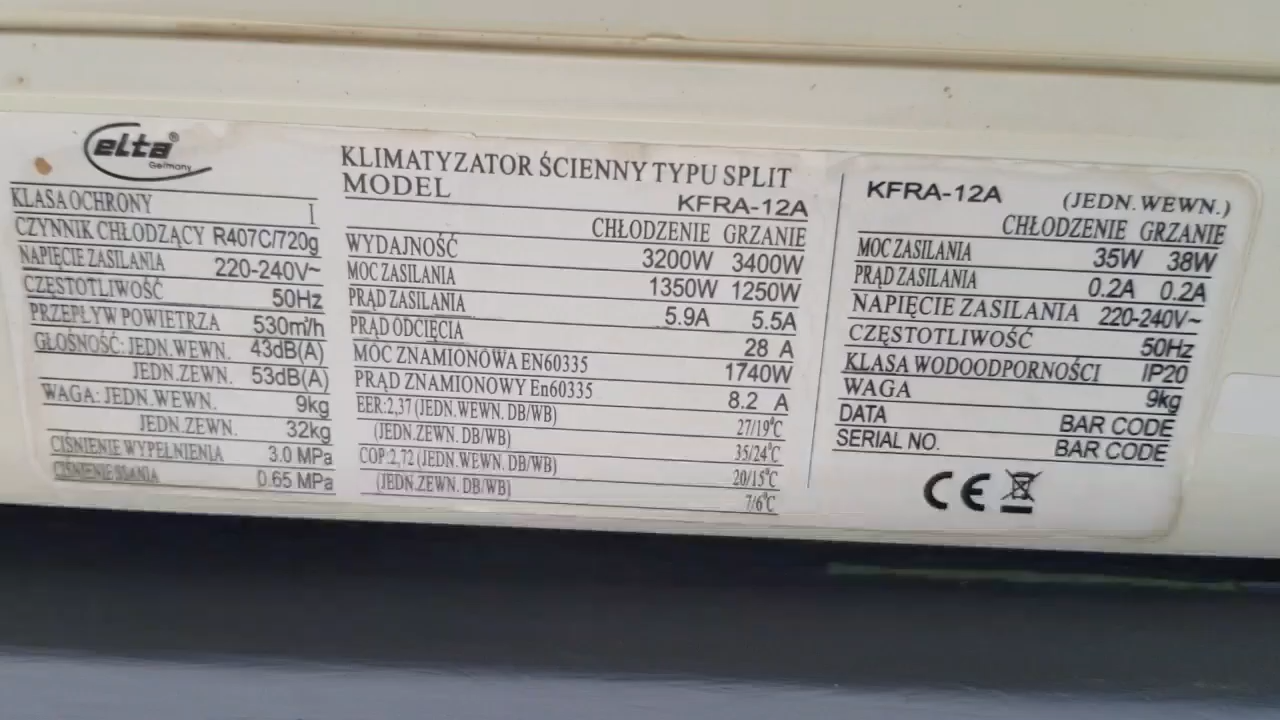 elta®
Germany
KLASA OCHRONY I
CZYNNIK CHŁODZĄCY R407C/720g
NAPIĘCIE ZASILANIA 220-240V~
CZĘSTOTLIWOŚĆ 50Hz
PRZEPŁYW POWIETRZA 530m³/h
GŁOŚNOŚĆ: JEDN.WEWN. 43dB(A)
JEDN.ZEWN. 53dB(A)
WAGA: JEDN.WEWN. 9kg
JEDN.ZEWN. 32kg
CIŚNIENIE WYPEŁNIENIA 3.0 MPa
CIŚNIENIE SSANIA 0.65 MPa
KLIMATYZATOR ŚCIENNY TYPU SPLIT
MODEL KFRA-12A
CHŁODZENIE GRZANIE
WYDAJNOŚĆ 3200W 3400W
MOC ZASILANIA 1350W 1250W
PRĄD ZASILANIA 5.9A 5.5A
PRĄD ODCIĘCIA 28 A
MOC ZNAMIONOWA EN60335 1740W
PRĄD ZNAMIONOWY En60335 8.2 A
EER:2,37 (JEDN.WEWN. DB/WB) 27/19°C
(JEDN.ZEWN. DB/WB) 35/24°C
COP:2,72 (JEDN.WEWN. DB/WB) 20/15°C
(JEDN.ZEWN. DB/WB) 7/6°C
KFRA-12A (JEDN.WEWN.)
CHŁODZENIE GRZANIE
MOC ZASILANIA 35W 38W
PRĄD ZASILANIA 0.2A 0.2A
NAPIĘCIE ZASILANIA 220-240V~
CZĘSTOTLIWOŚĆ 50Hz
KLASA WODOODPORNOŚCI IP20
WAGA 9kg
DATA BAR CODE
SERIAL NO. BAR CODE
CE